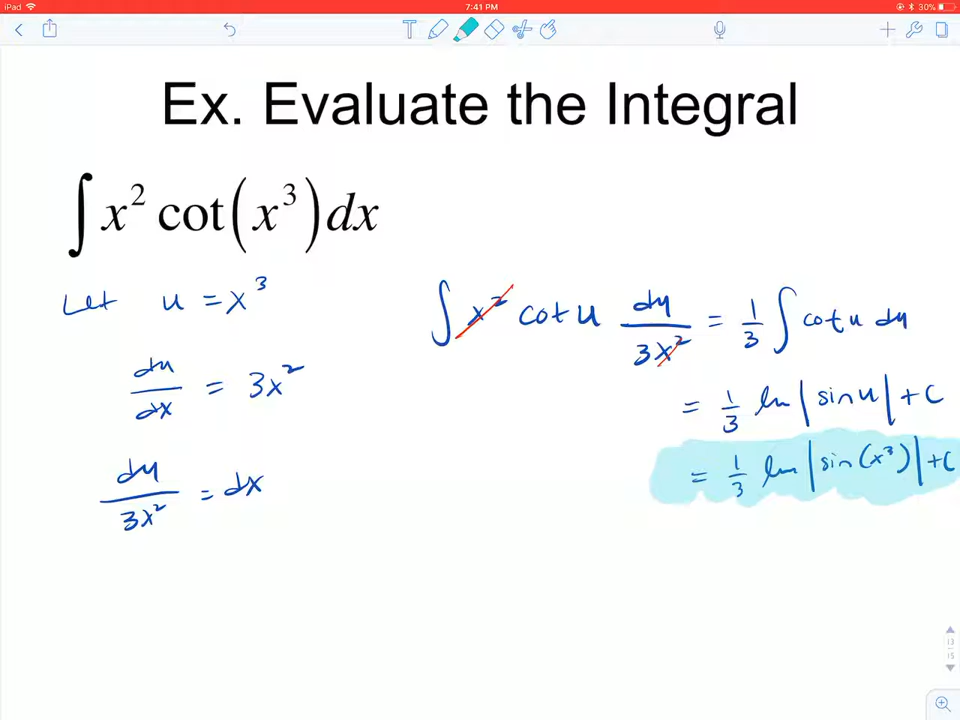 iPad 7:41 PM 30%
Ex. Evaluate the Integral
∫ x² cot(x³) dx
Let u = x³
du/dx = 3x²
du/3x² = dx
∫ x² cot u du/3x² = 1/3 ∫ cot u du
= 1/3 ln |sin u| + C
= 1/3 ln |sin(x³)| + C
13
15